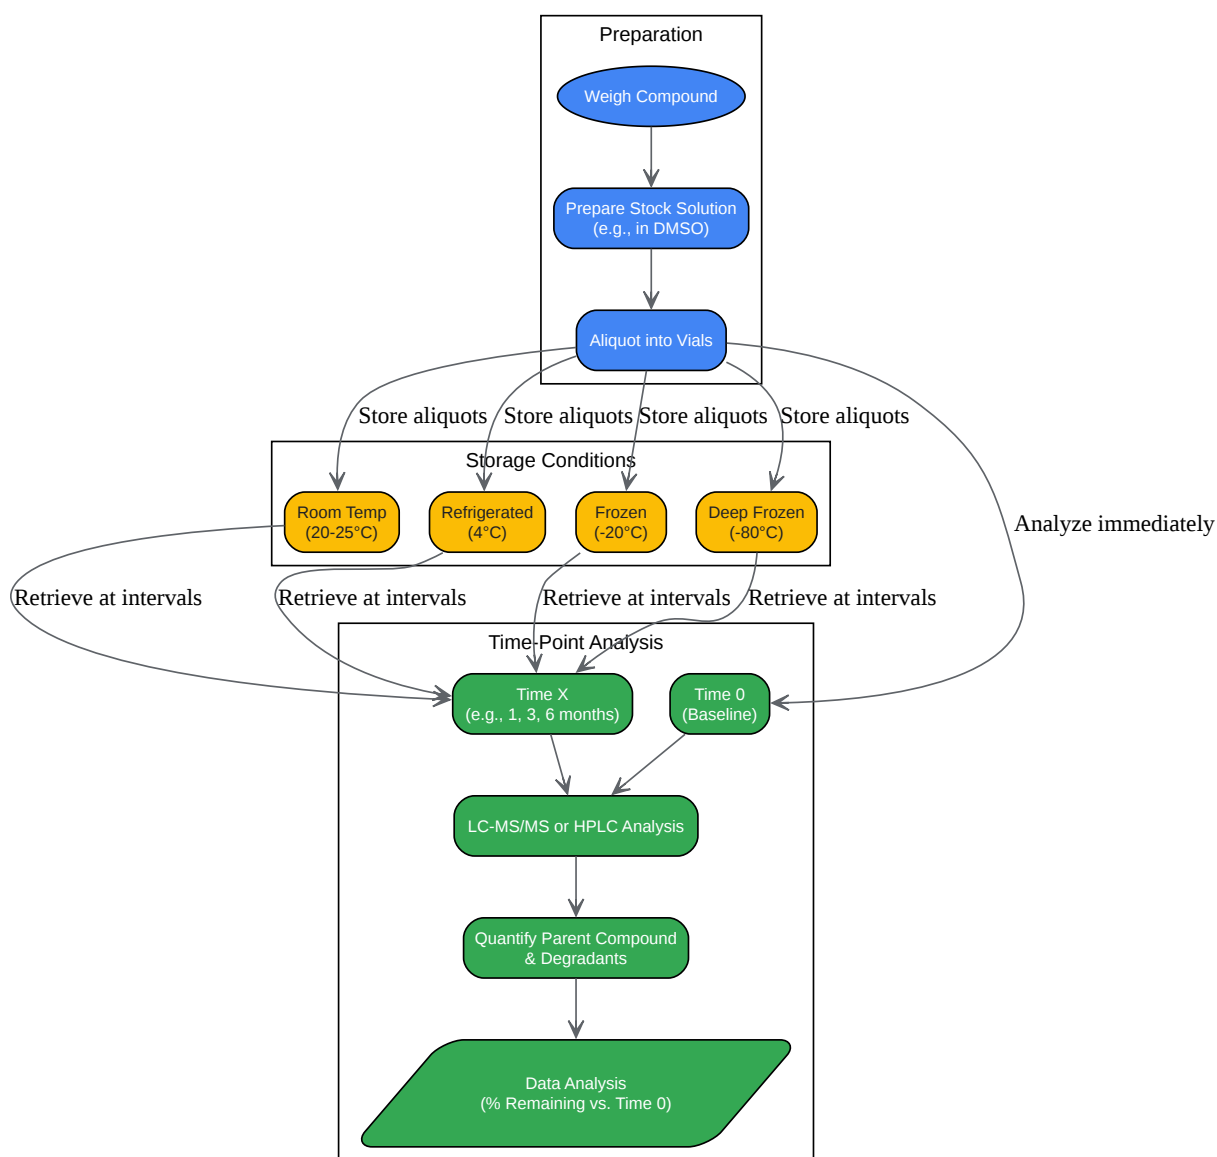 Preparation
Weigh Compound
Prepare Stock Solution
(e.g., in DMSO)
Aliquot into Vials
Store aliquots
Store aliquots
Store aliquots
Store aliquots
Analyze immediately
Storage Conditions
Room Temp
(20-25°C)
Refrigerated
(4°C)
Frozen
(-20°C)
Deep Frozen
(-80°C)
Retrieve at intervals
Retrieve at intervals
Retrieve at intervals
Retrieve at intervals
Time-Point Analysis
Time X
(e.g., 1, 3, 6 months)
Time 0
(Baseline)
LC-MS/MS or HPLC Analysis
Quantify Parent Compound
& Degradants
Data Analysis
(% Remaining vs. Time 0)